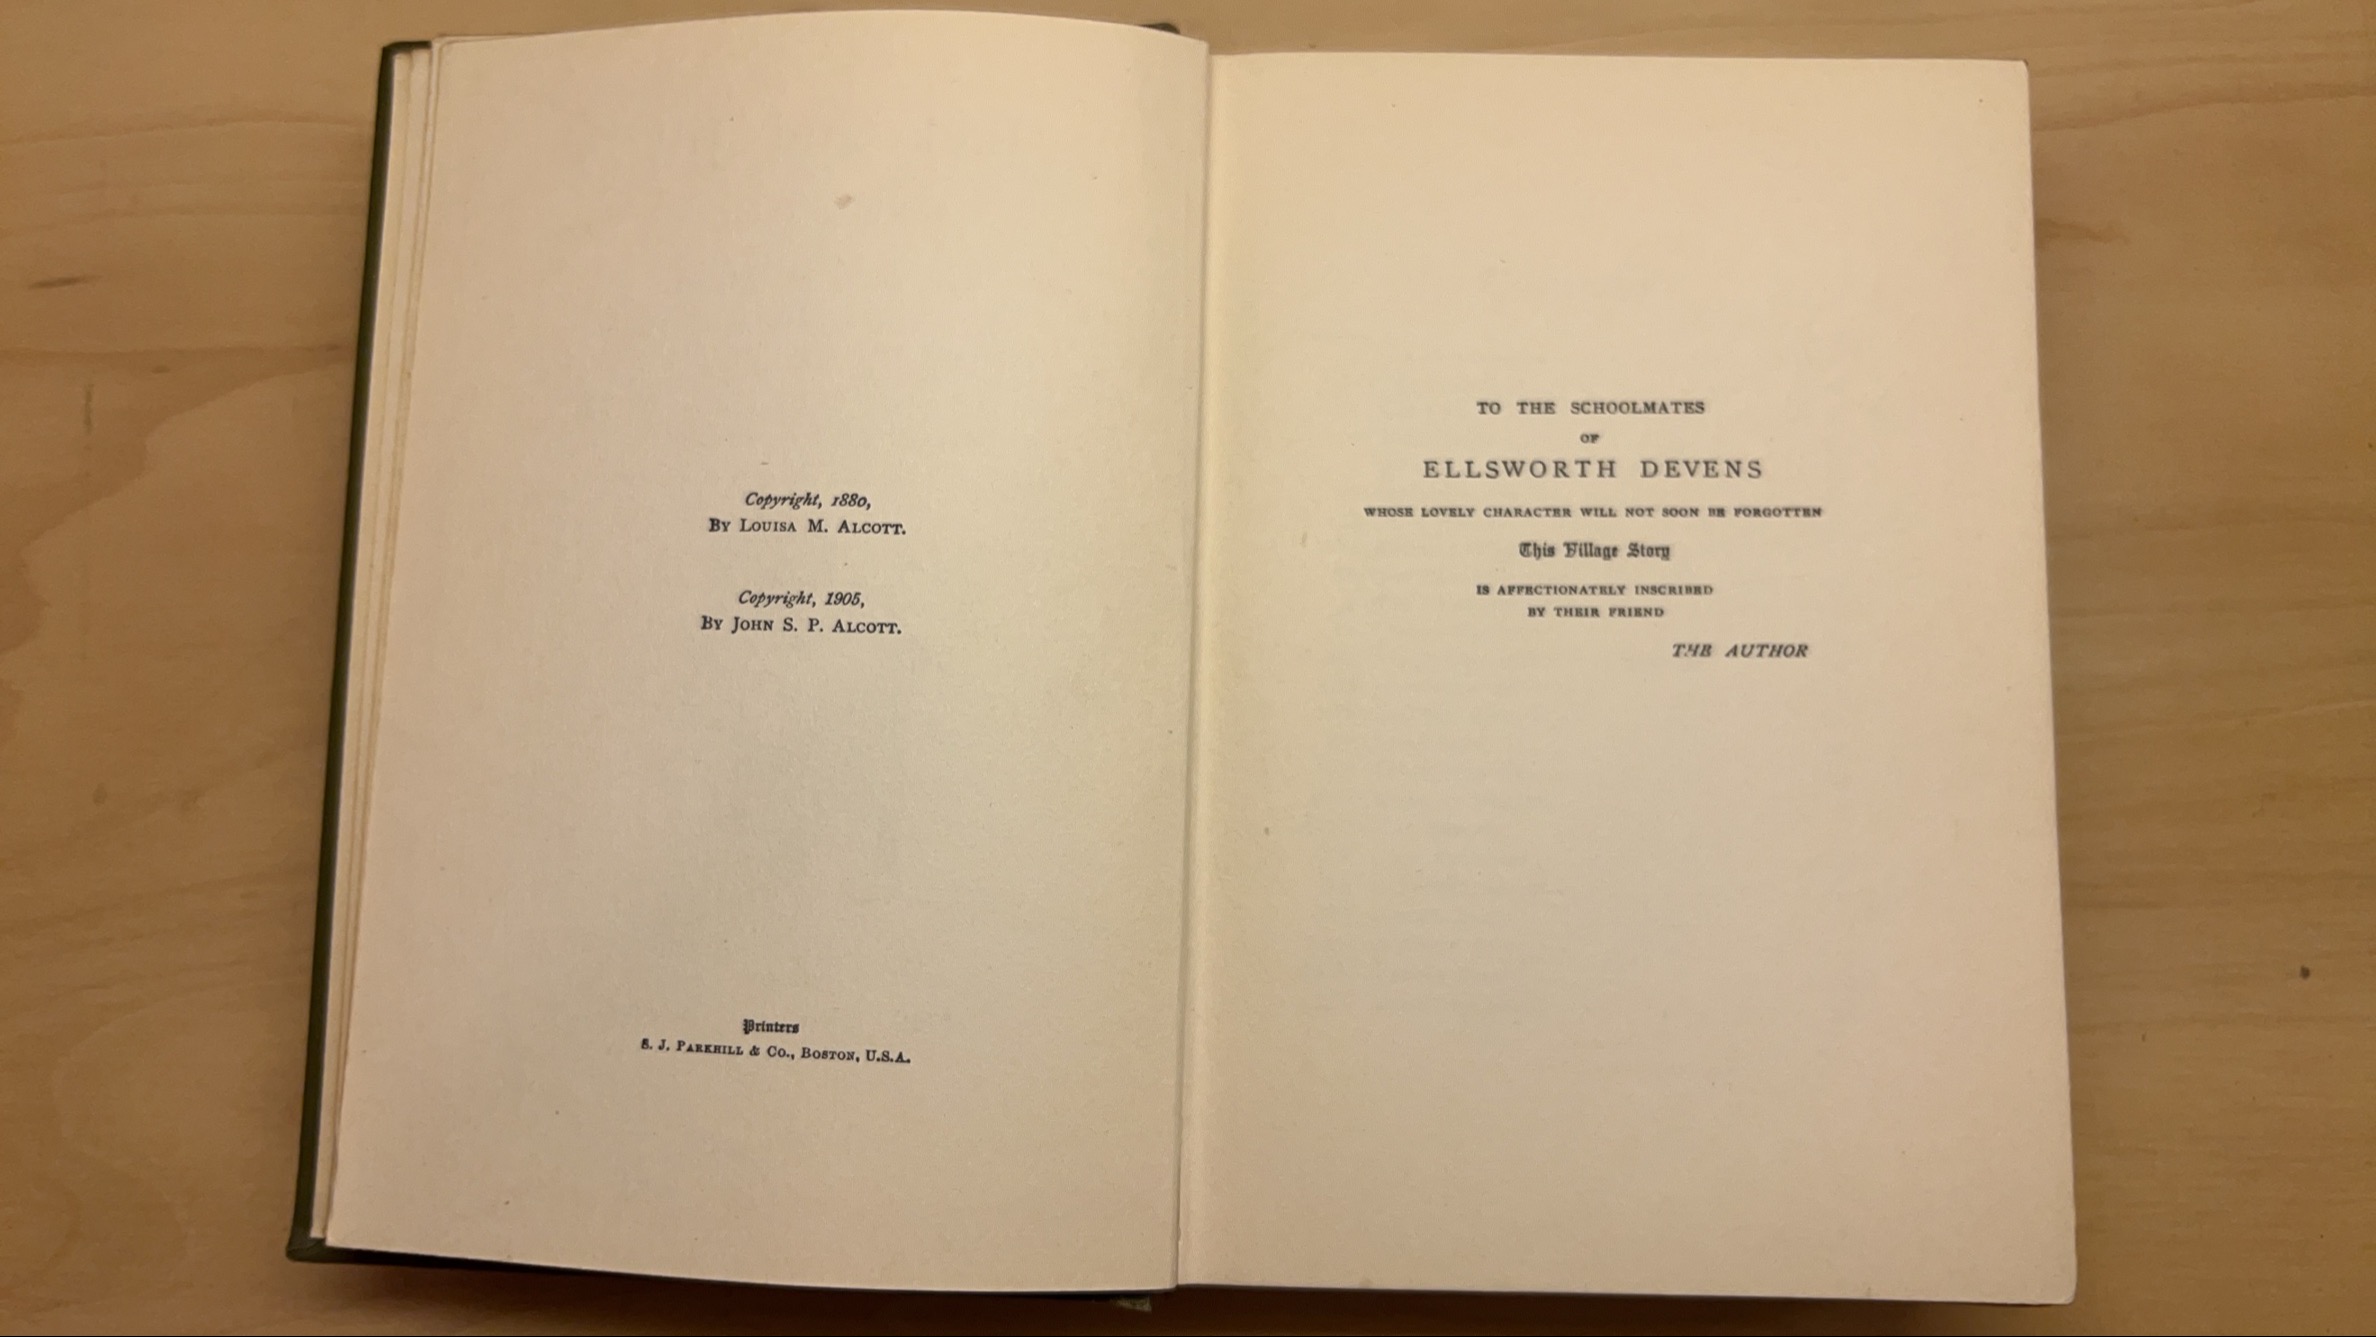 Copyright, 1880,
By Louisa M. Alcott.
Copyright, 1905,
By John S. P. Alcott.
Printers
S. J. Parkhill & Co., Boston, U.S.A.
TO THE SCHOOLMATES
OF
ELLSWORTH DEVENS
WHOSE LOVELY CHARACTER WILL NOT SOON BE FORGOTTEN
This Village Story
IS AFFECTIONATELY INSCRIBED
BY THEIR FRIEND
THE AUTHOR